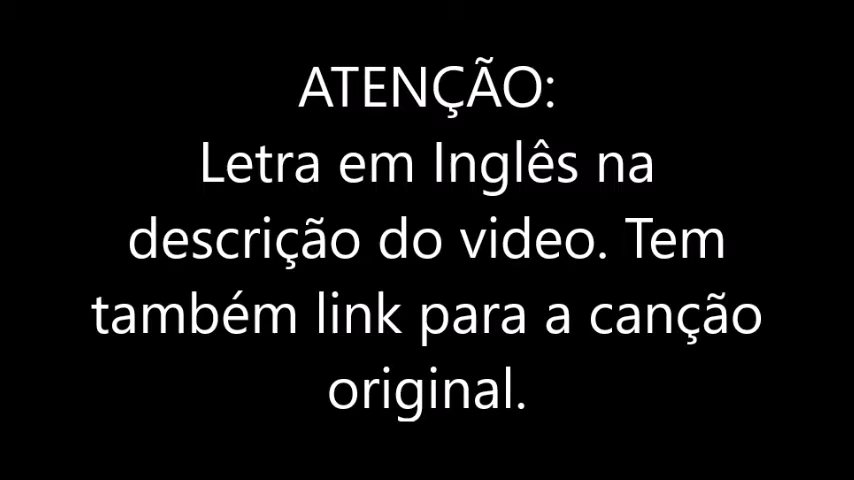 ATENÇÃO:
Letra em Inglês na
descrição do video. Tem
também link para a canção
original.